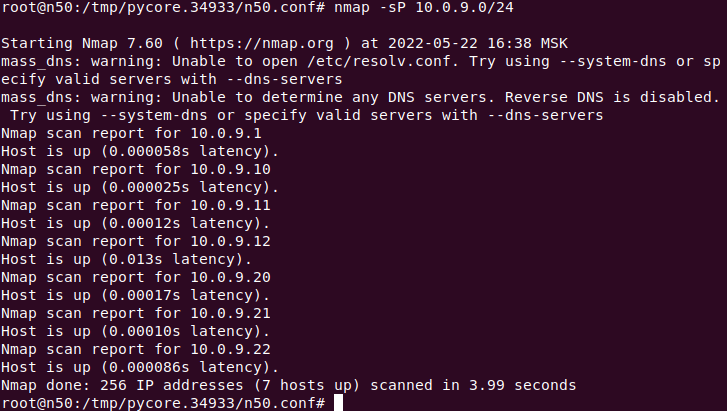 root@n50:/tmp/pycore.34933/n50.conf# nmap -sP 10.0.9.0/24
Starting Nmap 7.60 ( https://nmap.org ) at 2022-05-22 16:38 MSK
mass_dns: warning: Unable to open /etc/resolv.conf. Try using --system-dns or sp
ecify valid servers with --dns-servers
mass_dns: warning: Unable to determine any DNS servers. Reverse DNS is disabled.
 Try using --system-dns or specify valid servers with --dns-servers
Nmap scan report for 10.0.9.1
Host is up (0.000058s latency).
Nmap scan report for 10.0.9.10
Host is up (0.000025s latency).
Nmap scan report for 10.0.9.11
Host is up (0.00012s latency).
Nmap scan report for 10.0.9.12
Host is up (0.013s latency).
Nmap scan report for 10.0.9.20
Host is up (0.00017s latency).
Nmap scan report for 10.0.9.21
Host is up (0.00010s latency).
Nmap scan report for 10.0.9.22
Host is up (0.000086s latency).
Nmap done: 256 IP addresses (7 hosts up) scanned in 3.99 seconds
root@n50:/tmp/pycore.34933/n50.conf#